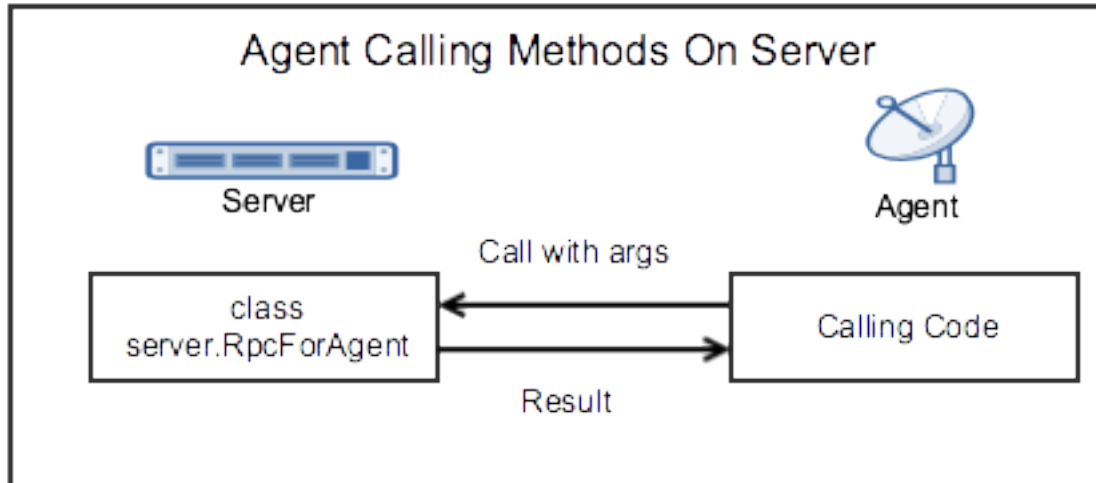 Agent Calling Methods On Server
Server
Agent
Call with args
class
server.RpcForAgent
Calling Code
Result